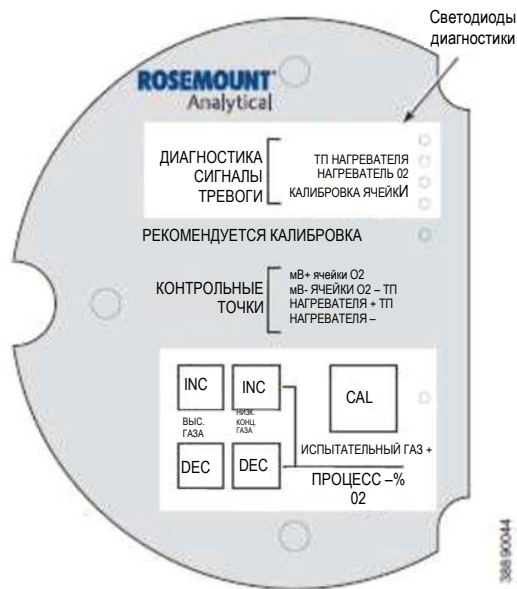 Светодиоды
диагностики
ROSEMOUNT
Analytical
ДИАГНОСТИКА
СИГНАЛЫ
ТРЕВОГИ
ТП НАГРЕВАТЕЛЯ
НАГРЕВАТЕЛЬ 02
КАЛИБРОВКА ЯЧЕЙКИ
РЕКОМЕНДУЕТСЯ КАЛИБРОВКА
КОНТРОЛЬНЫЕ
ТОЧКИ
мВ+ ячейки О2
мВ- ЯЧЕЙКИ О2 – ТП
НАГРЕВАТЕЛЯ + ТП
НАГРЕВАТЕЛЯ –
INC
INC
CAL
ВЫС.
ГАЗА
НИЗК.
КОНЦ.
ГАЗА
DEC
DEC
ИСПЫТАТЕЛЬНЫЙ ГАЗ +
ПРОЦЕСС –%
02
38890044